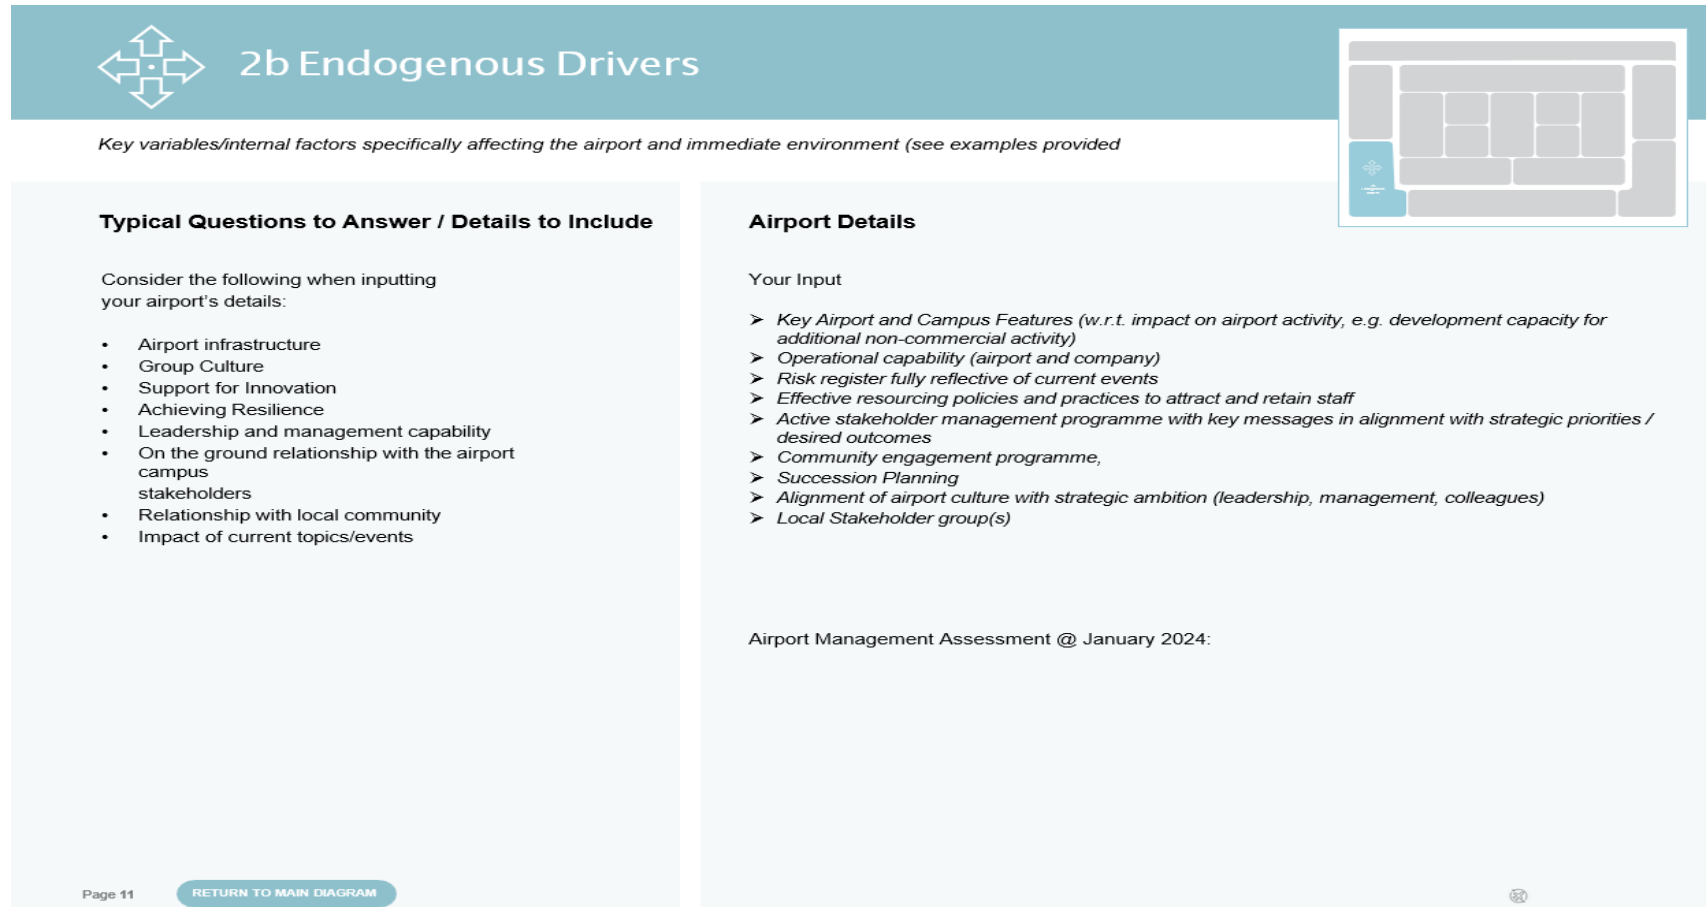 2b Endogenous Drivers
Key variables/internal factors specifically affecting the airport and immediate environment (see examples provided
Typical Questions to Answer / Details to Include
Consider the following when inputting
your airport's details:
• Airport infrastructure
• Group Culture
• Support for Innovation
• Achieving Resilience
• Leadership and management capability
• On the ground relationship with the airport
campus
stakeholders
• Relationship with local community
• Impact of current topics/events
Airport Details
Your Input
➢ Key Airport and Campus Features (w.r.t. impact on airport activity, e.g. development capacity for
additional non-commercial activity)
➢ Operational capability (airport and company)
➢ Risk register fully reflective of current events
➢ Effective resourcing policies and practices to attract and retain staff
➢ Active stakeholder management programme with key messages in alignment with strategic priorities /
desired outcomes
➢ Community engagement programme,
➢ Succession Planning
➢ Alignment of airport culture with strategic ambition (leadership, management, colleagues)
➢ Local Stakeholder group(s)
Airport Management Assessment @ January 2024:
Page 11
RETURN TO MAIN DIAGRAM